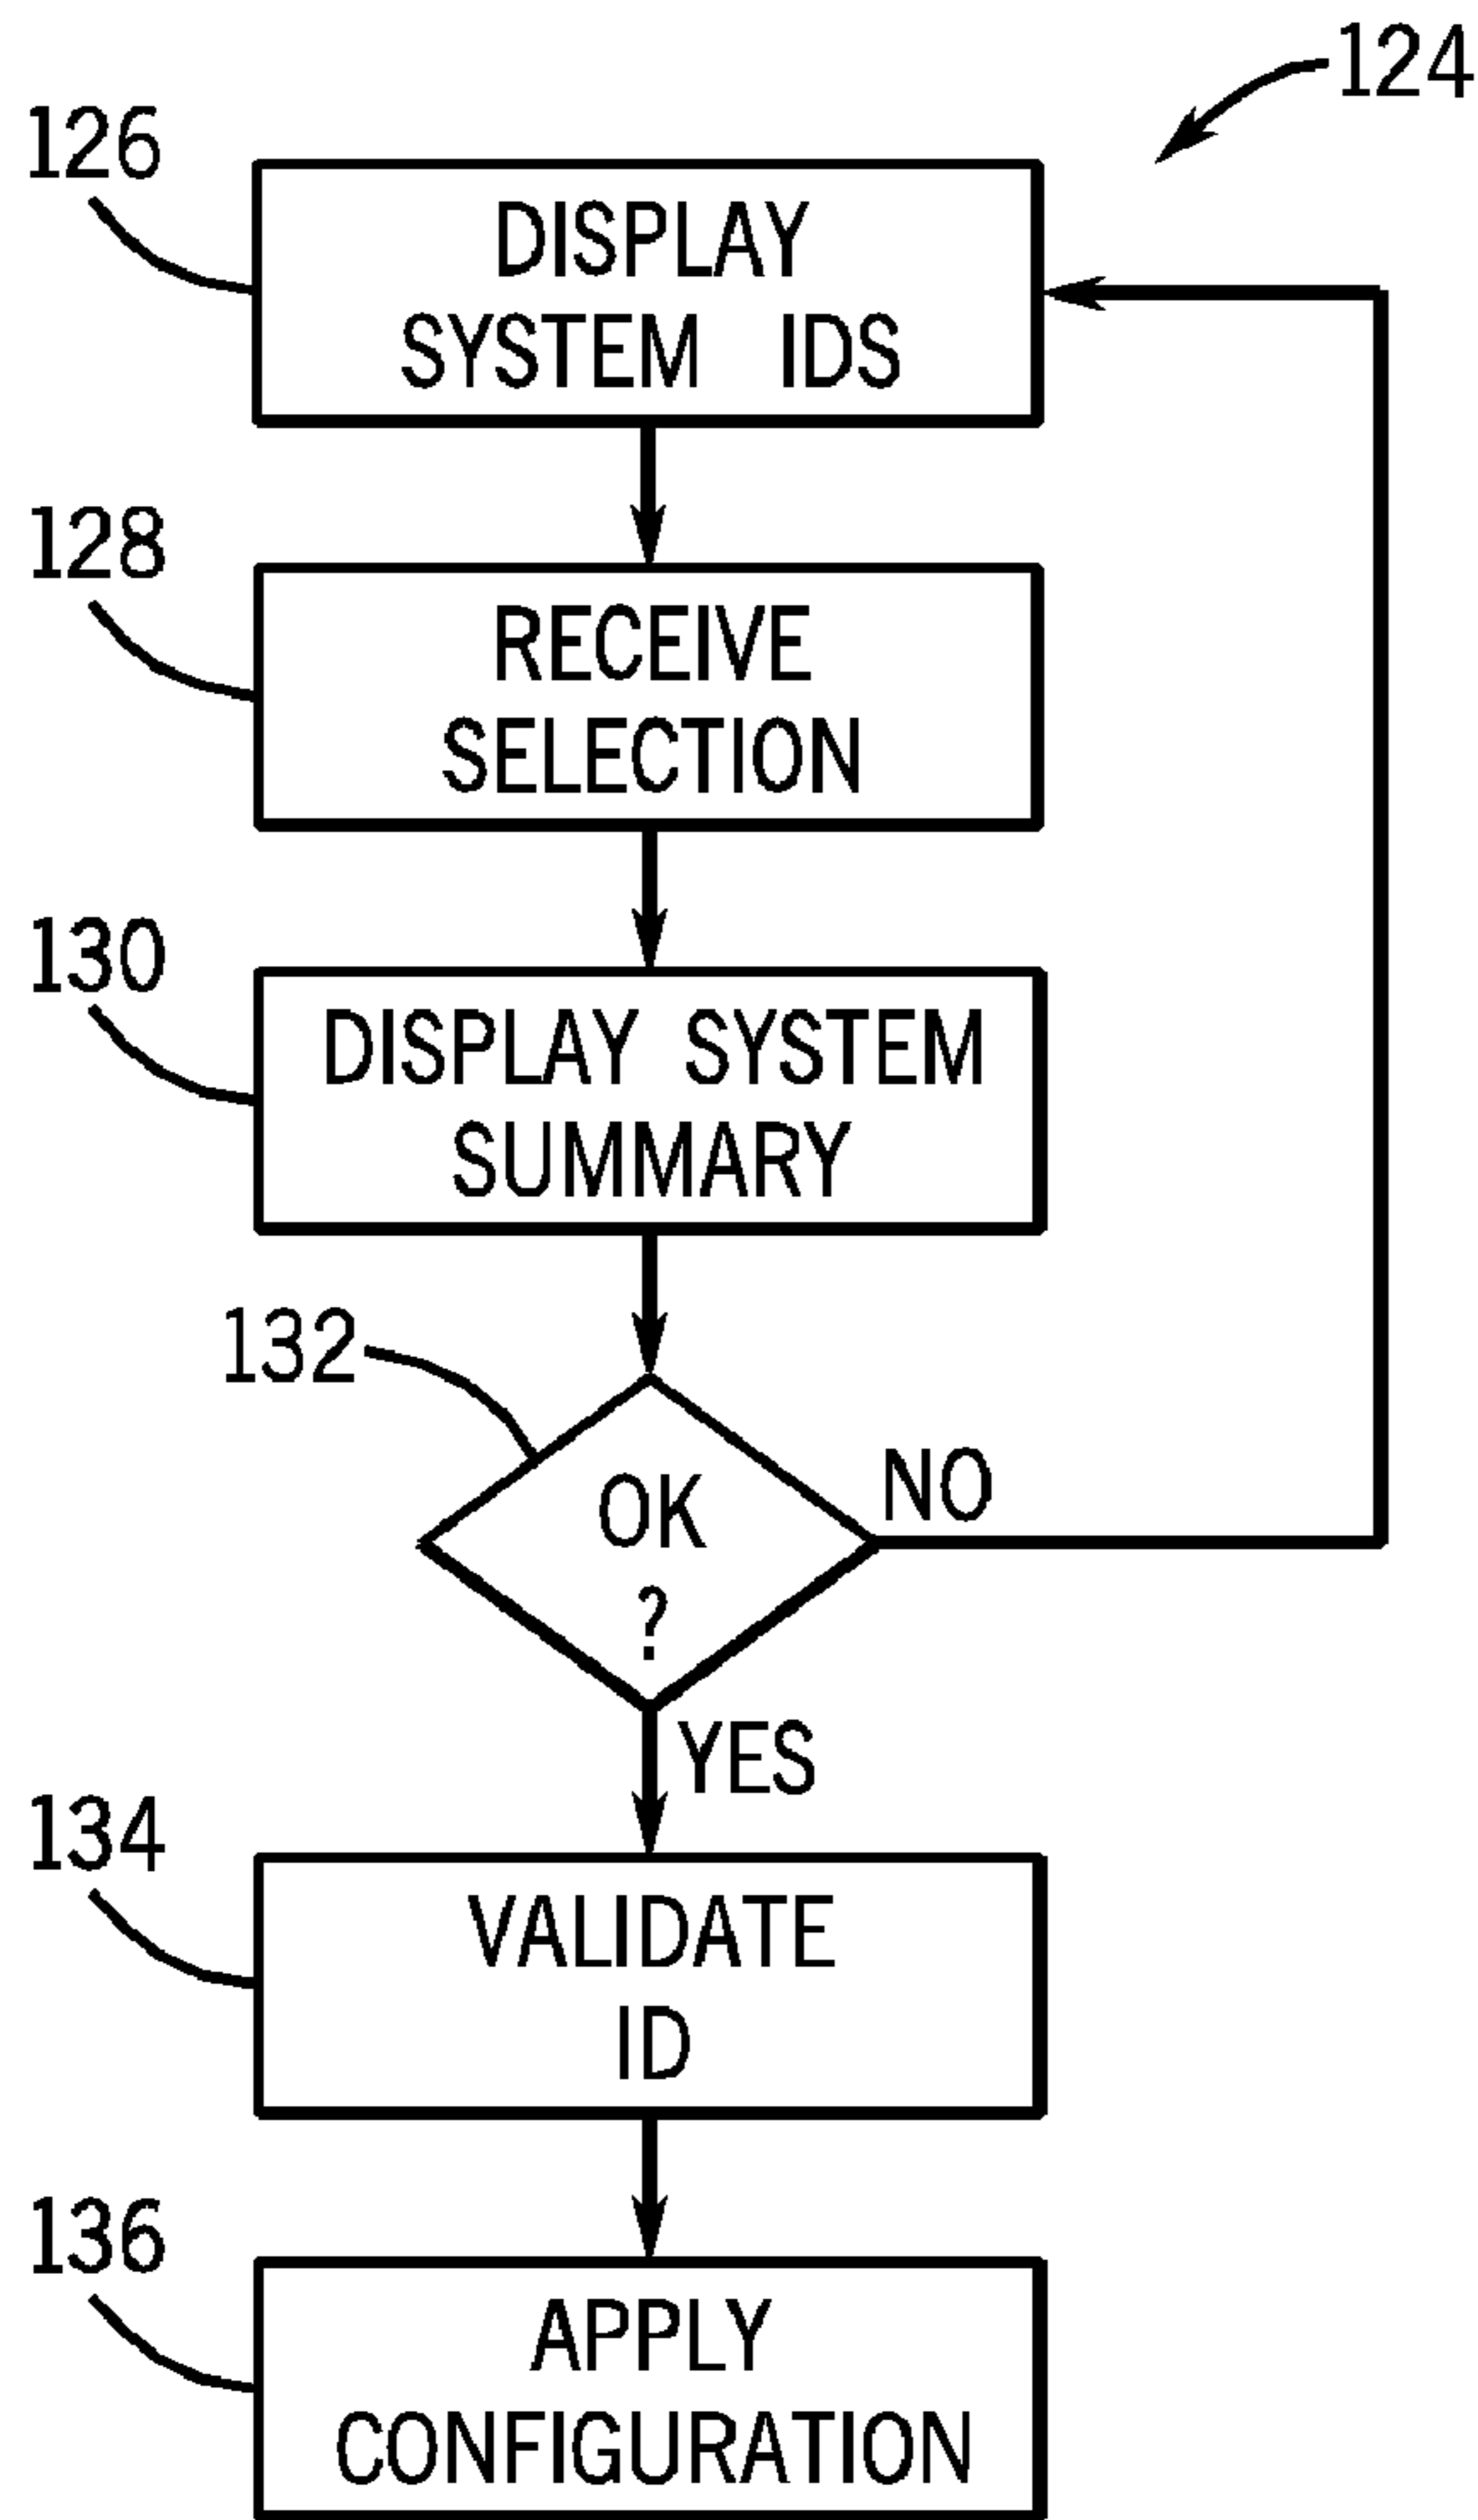 124
126
DISPLAY
SYSTEM IDS
128
RECEIVE
SELECTION
130
DISPLAY SYSTEM
SUMMARY
132
OK
?
NO
YES
134
VALIDATE
ID
136
APPLY
CONFIGURATION